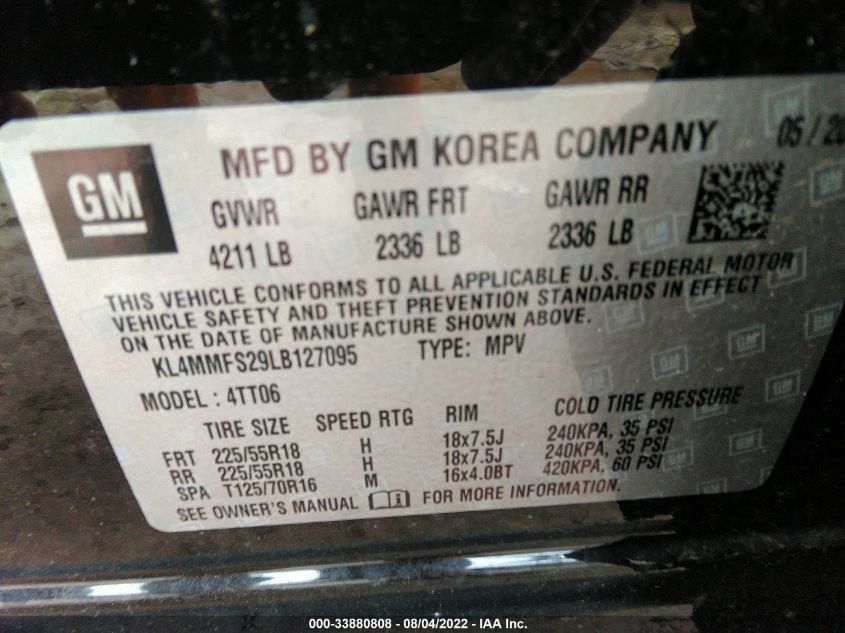 GM
MFD BY GM KOREA COMPANY 05 / 20
GVWR GAWR FRT GAWR RR
4211 LB 2336 LB 2336 LB
THIS VEHICLE CONFORMS TO ALL APPLICABLE U.S. FEDERAL MOTOR
VEHICLE SAFETY AND THEFT PREVENTION STANDARDS IN EFFECT
ON THE DATE OF MANUFACTURE SHOWN ABOVE.
KL4MMFS29LB127095 TYPE: MPV
MODEL : 4TT06
TIRE SIZE SPEED RTG RIM COLD TIRE PRESSURE
FRT 225/55R18 H 18x7.5J 240KPA, 35 PSI
RR 225/55R18 H 18x7.5J 240KPA, 35 PSI
SPA T125/70R16 M 16x4.0BT 420KPA, 60 PSI
SEE OWNER'S MANUAL FOR MORE INFORMATION.
000-33880808 - 08/04/2022 - IAA Inc.